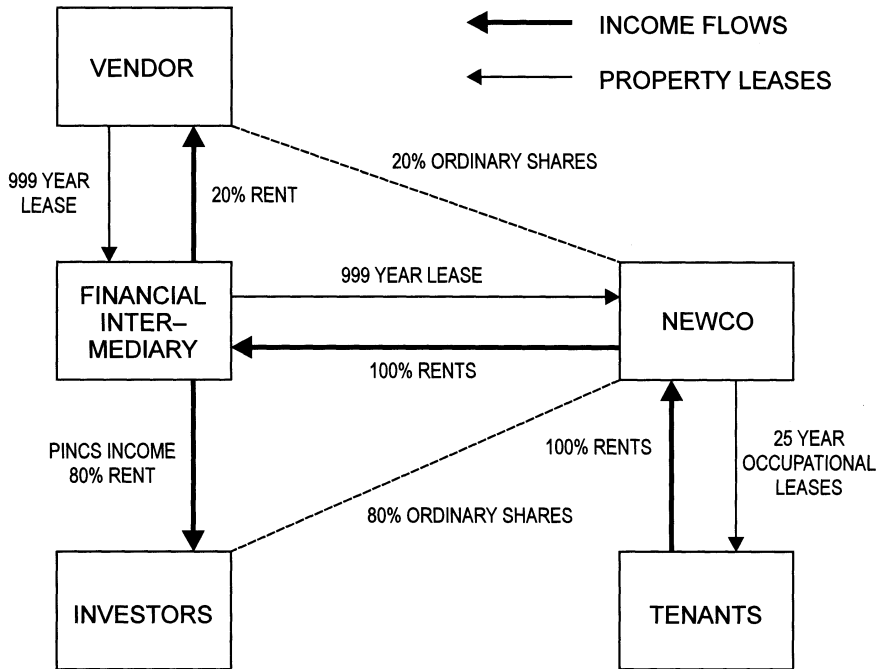 INCOME FLOWS
VENDOR
PROPERTY LEASES
20% ORDINARY SHARES
999 YEAR
LEASE
20% RENT
FINANCIAL
INTER–
MEDIARY
999 YEAR LEASE
NEWCO
100% RENTS
PINCS INCOME
80% RENT
100% RENTS
25 YEAR
OCCUPATIONAL
LEASES
80% ORDINARY SHARES
INVESTORS
TENANTS